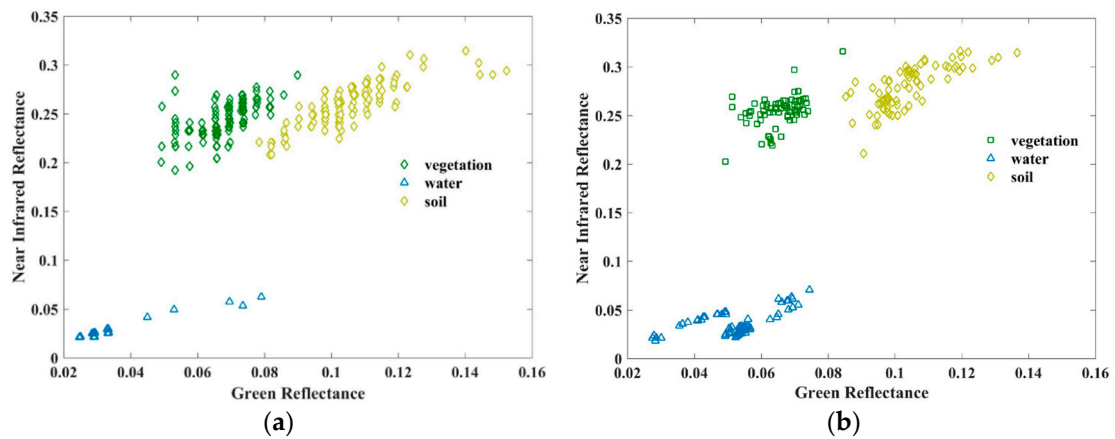 0.35
0.3
0.25
0.2
0.15
0.1
0.05
0
0.02 0.04 0.06 0.08 0.1 0.12 0.14 0.16
Near Infrared Reflectance
Green Reflectance
vegetation
water
soil
(a)
0.35
0.3
0.25
0.2
0.15
0.1
0.05
0
0.02 0.04 0.06 0.08 0.1 0.12 0.14 0.16
Near Infrared Reflectance
Green Reflectance
vegetation
water
soil
(b)